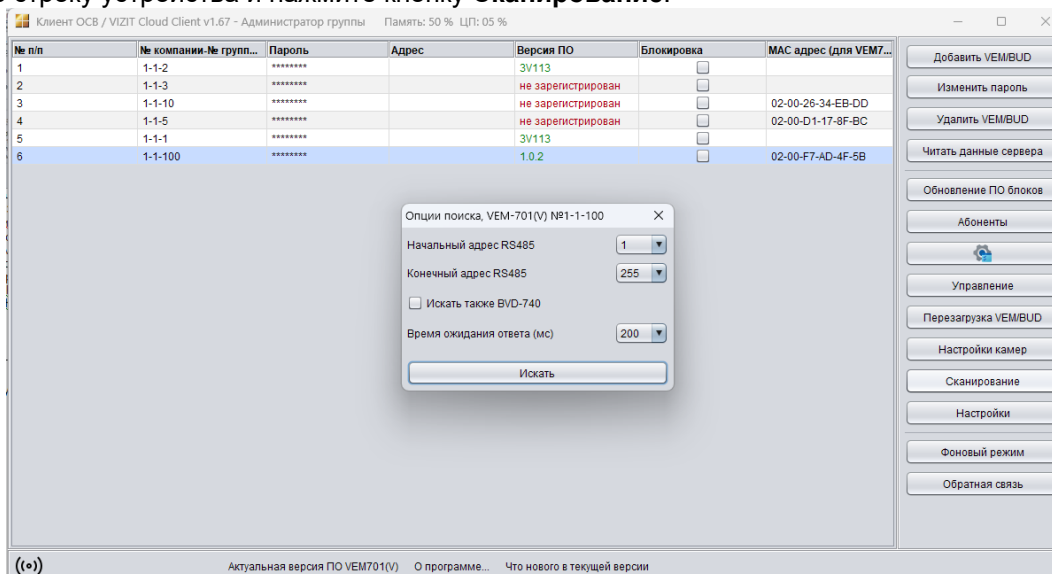 строку устройства и нажмите кнопку Сканирование.
Клиент ОСВ / VIZIT Cloud Client v1.67 - Администратор группы Память: 50 % ЦП: 05 %
№ п/п № компании-№ групп... Пароль Адрес Версия ПО Блокировка MAC адрес (для VEM7...
1 1-1-2 ******** 3V113
2 1-1-3 ******** не зарегистрирован
3 1-1-10 ******** не зарегистрирован 02-00-26-34-EB-DD
4 1-1-5 ******** не зарегистрирован 02-00-D1-17-8F-BC
5 1-1-1 ******** 3V113
6 1-1-100 ******** 1.0.2 02-00-F7-AD-4F-5B
Опции поиска, VEM-701(V) №1-1-100
Начальный адрес RS485 1
Конечный адрес RS485 255
Искать также BVD-740
Время ожидания ответа (мс) 200
Искать
Добавить VEM/BUD
Изменить пароль
Удалить VEM/BUD
Читать данные сервера
Обновление ПО блоков
Абоненты
Управление
Перезагрузка VEM/BUD
Настройки камер
Сканирование
Настройки
Фоновый режим
Обратная связь
Актуальная версия ПО VEM701(V) О программе... Что нового в текущей версии